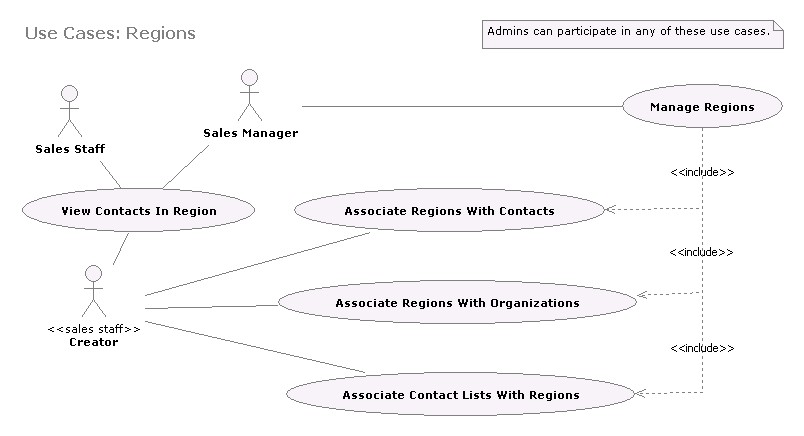 Use Cases: Regions
Admins can participate in any of these use cases.
Sales Staff
Sales Manager
Manage Regions
<<include>>
View Contacts In Region
Associate Regions With Contacts
<<include>>
<<sales staff>>
Creator
Associate Regions With Organizations
<<include>>
Associate Contact Lists With Regions